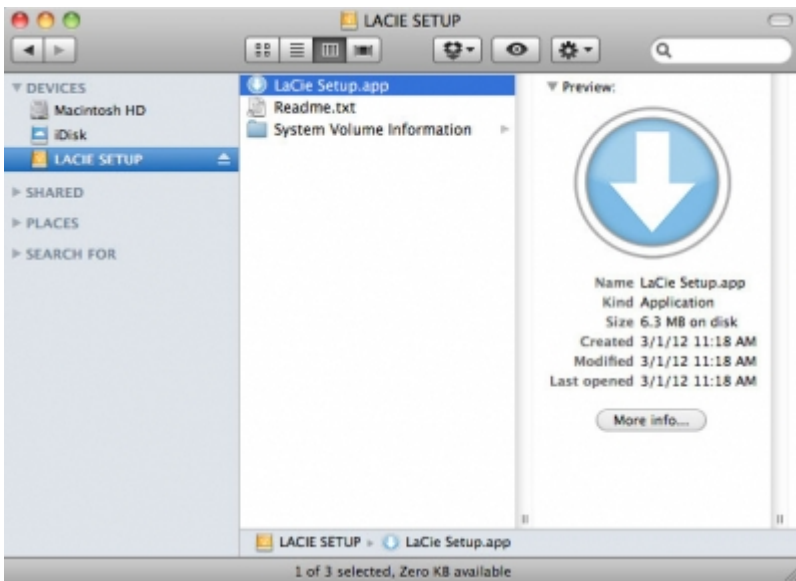 LACIE SETUP
DEVICES
Macintosh HD
iDisk
LACIE SETUP
SHARED
PLACES
SEARCH FOR
LaCie Setup.app
Readme.txt
System Volume Information
Preview:
Name LaCie Setup.app
Kind Application
Size 6.3 MB on disk
Created 3/1/12 11:18 AM
Modified 3/1/12 11:18 AM
Last opened 3/1/12 11:18 AM
More info...
LACIE SETUP LaCie Setup.app
1 of 3 selected, Zero KB available